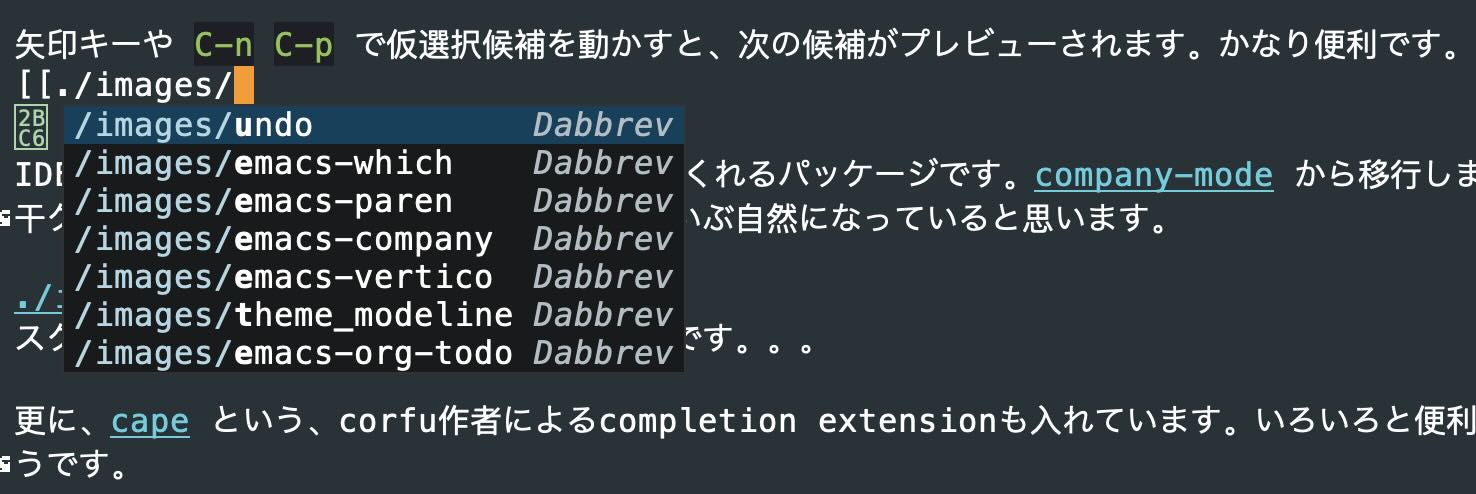 矢印キーや C-n C-p で仮選択候補を動かすと、次の候補がプレビューされます。かなり便利です。
[[./images/
2B
C6
/images/undo Dabbrev
/images/emacs-which Dabbrev
IDE くれるパッケージです。company-mode から移行しま
/images/emacs-paren Dabbrev
干 ぶ自然になっていると思います。
/images/emacs-company Dabbrev
/images/emacs-vertico Dabbrev
./
/images/theme_modeline Dabbrev
スク です。。。
/images/emacs-org-todo Dabbrev
更に、cape という、corfu作者によるcompletion extensionも入れています。いろいろと便利
うです。